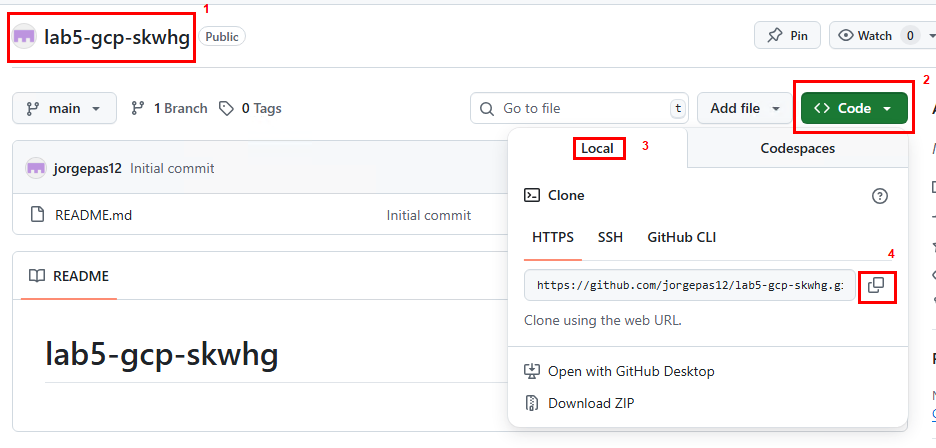 1
lab5-gcp-skwhg Public
Pin
Watch 0
2
main
1 Branch
0 Tags
Go to file t
Add file
<> Code
jorgepas12 Initial commit
README.md Initial commit
README
lab5-gcp-skwhg
Local 3
Codespaces
Clone
HTTPS SSH GitHub CLI
4
https://github.com/jorgepas12/lab5-gcp-skwhg.gi
Clone using the web URL.
Open with GitHub Desktop
Download ZIP